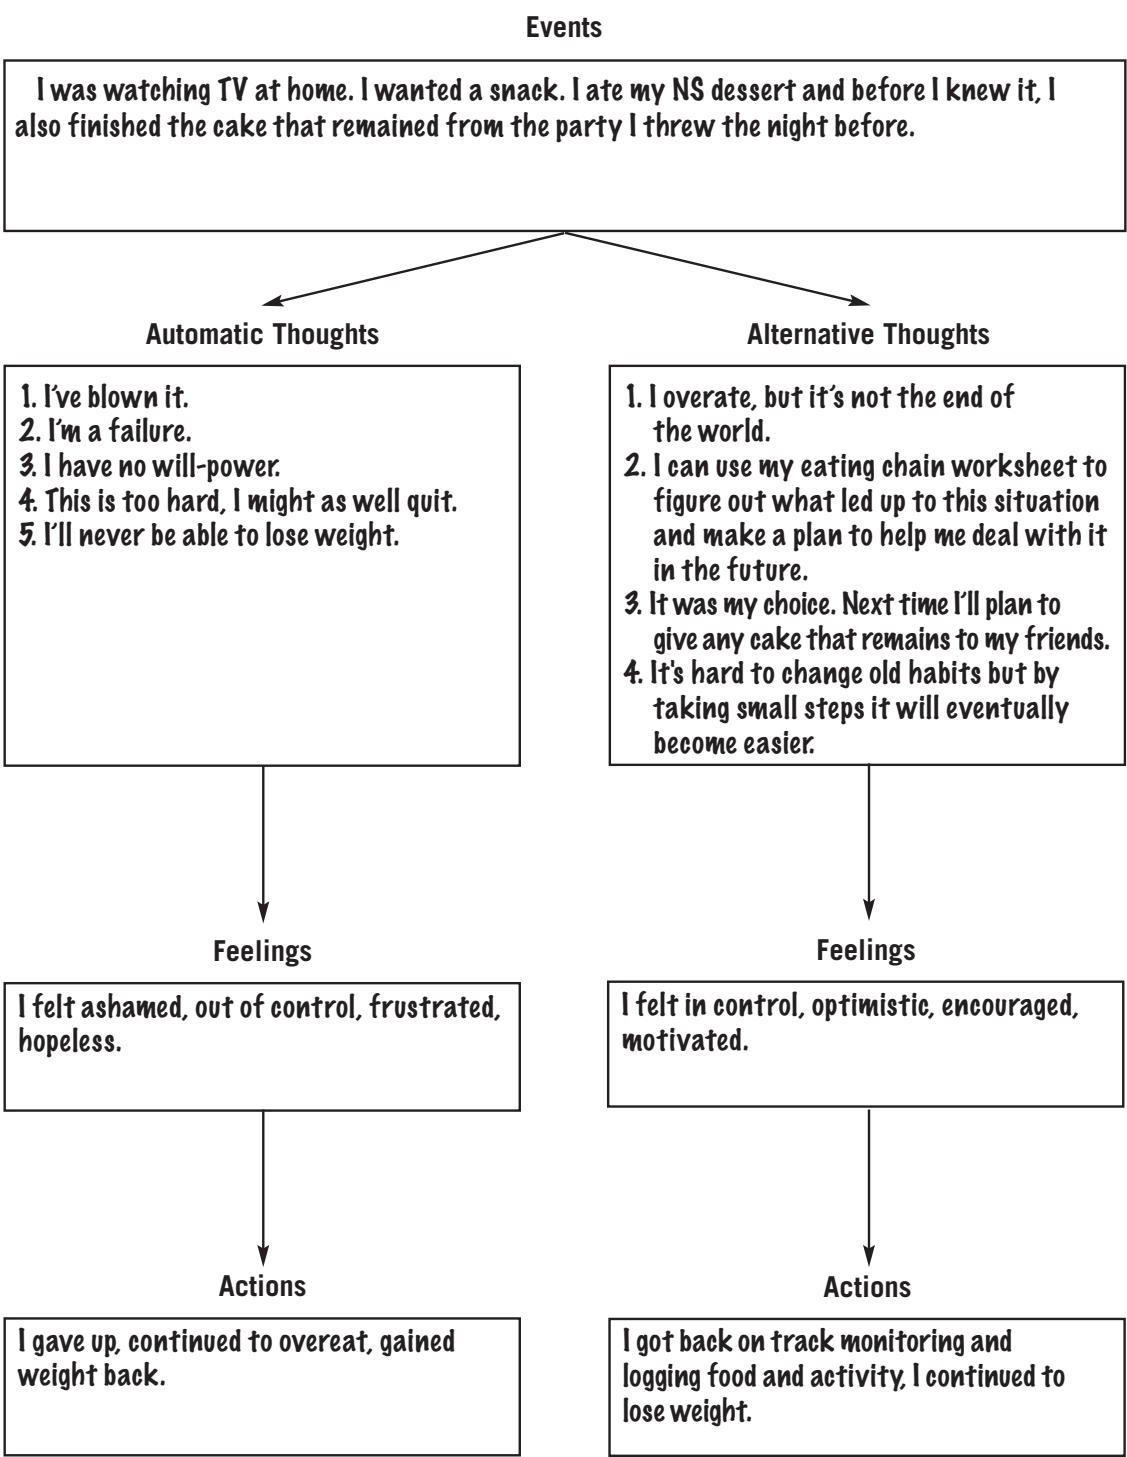 Events
I was watching TV at home. I wanted a snack. I ate my NS dessert and before I knew it, I
also finished the cake that remained from the party I threw the night before.
Automatic Thoughts
1. I've blown it.
2. I'm a failure.
3. I have no will-power.
4. This is too hard, I might as well quit.
5. I'll never be able to lose weight.
Alternative Thoughts
1. I overate, but it's not the end of
the world.
2. I can use my eating chain worksheet to
figure out what led up to this situation
and make a plan to help me deal with it
in the future.
3. It was my choice. Next time I'll plan to
give any cake that remains to my friends.
4. It's hard to change old habits but by
taking small steps it will eventually
become easier.
Feelings
I felt ashamed, out of control, frustrated,
hopeless.
Feelings
I felt in control, optimistic, encouraged,
motivated.
Actions
I gave up, continued to overeat, gained
weight back.
Actions
I got back on track monitoring and
logging food and activity, I continued to
lose weight.